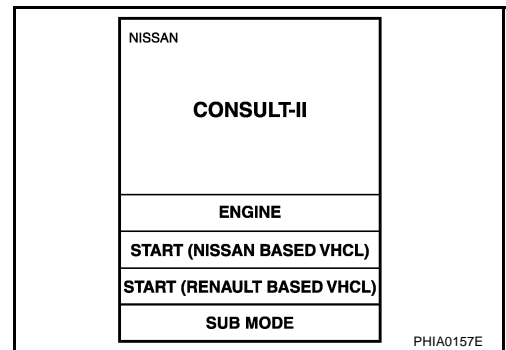 NISSAN
CONSULT-II
ENGINE
START (NISSAN BASED VHCL)
START (RENAULT BASED VHCL)
SUB MODE
PHIA0157E